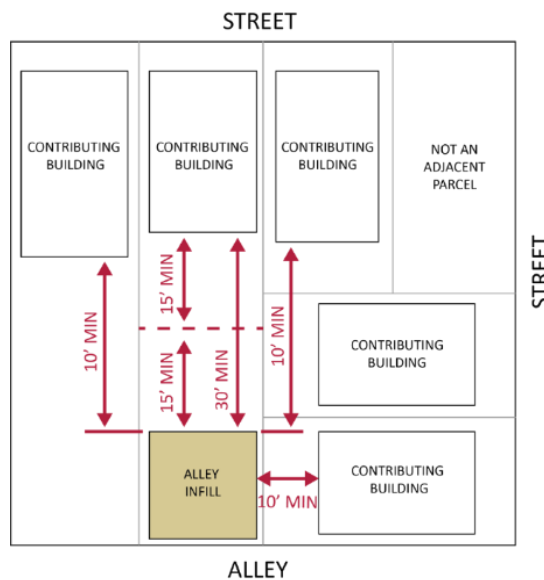 STREET
CONTRIBUTING
BUILDING
CONTRIBUTING
BUILDING
CONTRIBUTING
BUILDING
NOT AN
ADJACENT
PARCEL
STREET
15' MIN
10' MIN
15' MIN
30' MIN
10' MIN
CONTRIBUTING
BUILDING
ALLEY
INFILL
10' MIN
CONTRIBUTING
BUILDING
ALLEY